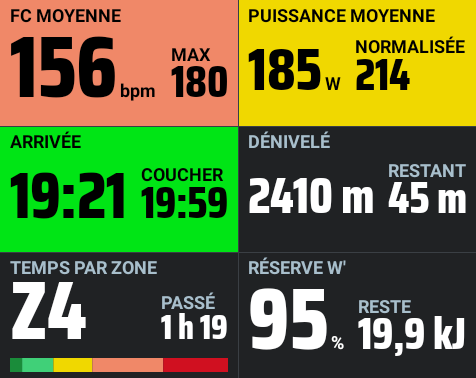 FC MOYENNE
156 bpm
MAX
180
PUISSANCE MOYENNE
185 W
NORMALISÉE
214
ARRIVÉE
19:21
COUCHER
19:59
DÉNIVELÉ
2410 m
RESTANT
45 m
TEMPS PAR ZONE
Z4
PASSÉ
1 h 19
RÉSERVE W'
95 %
RESTE
19,9 kJ